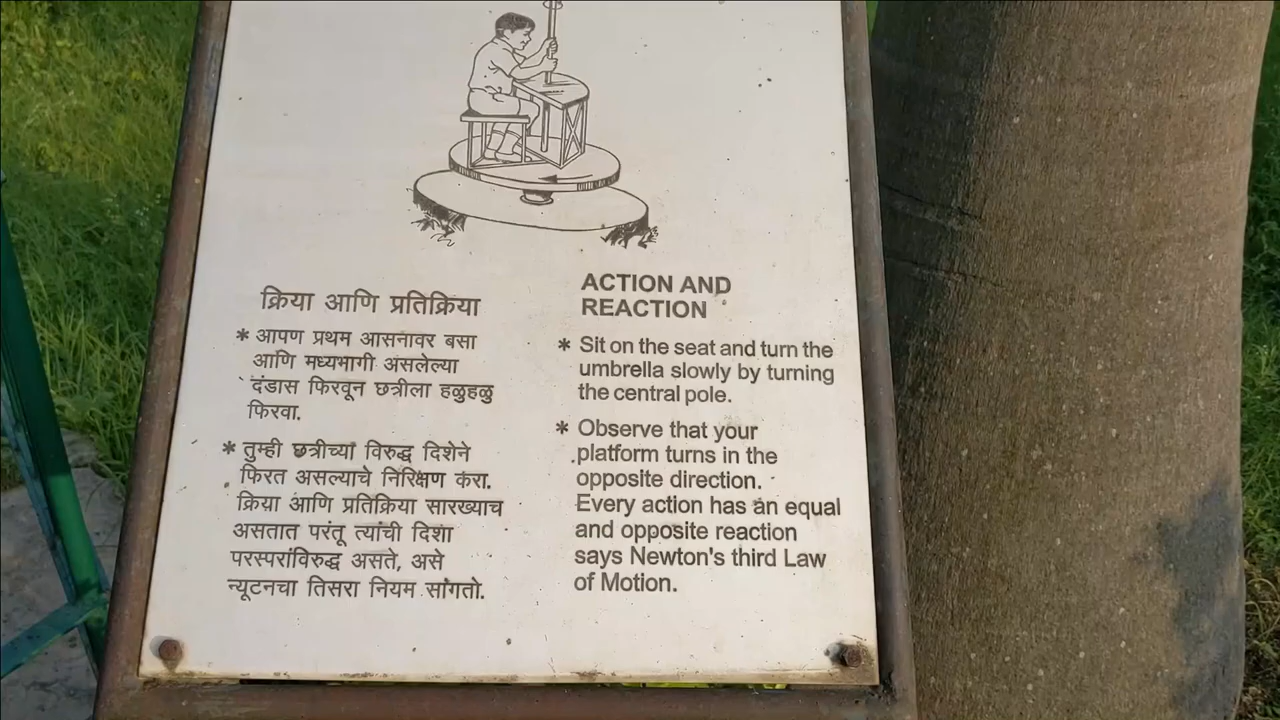 क्रिया आणि प्रतिक्रिया
* आपण प्रथम आसनावर बसा
आणि मध्यभागी असलेल्या
दंडास फिरवून छत्रीला हळुहळु
फिरवा.
* तुम्ही छत्रीच्या विरुद्ध दिशेने
फिरत असल्याचे निरिक्षण करा.
क्रिया आणि प्रतिक्रिया सारख्याच
असतात परंतू त्यांची दिशा
परस्परांविरुद्ध असते, असे
न्यूटनचा तिसरा नियम सांगतो.
ACTION AND
REACTION
* Sit on the seat and turn the
umbrella slowly by turning
the central pole.
* Observe that your
platform turns in the
opposite direction.
Every action has an equal
and opposite reaction
says Newton's third Law
of Motion.